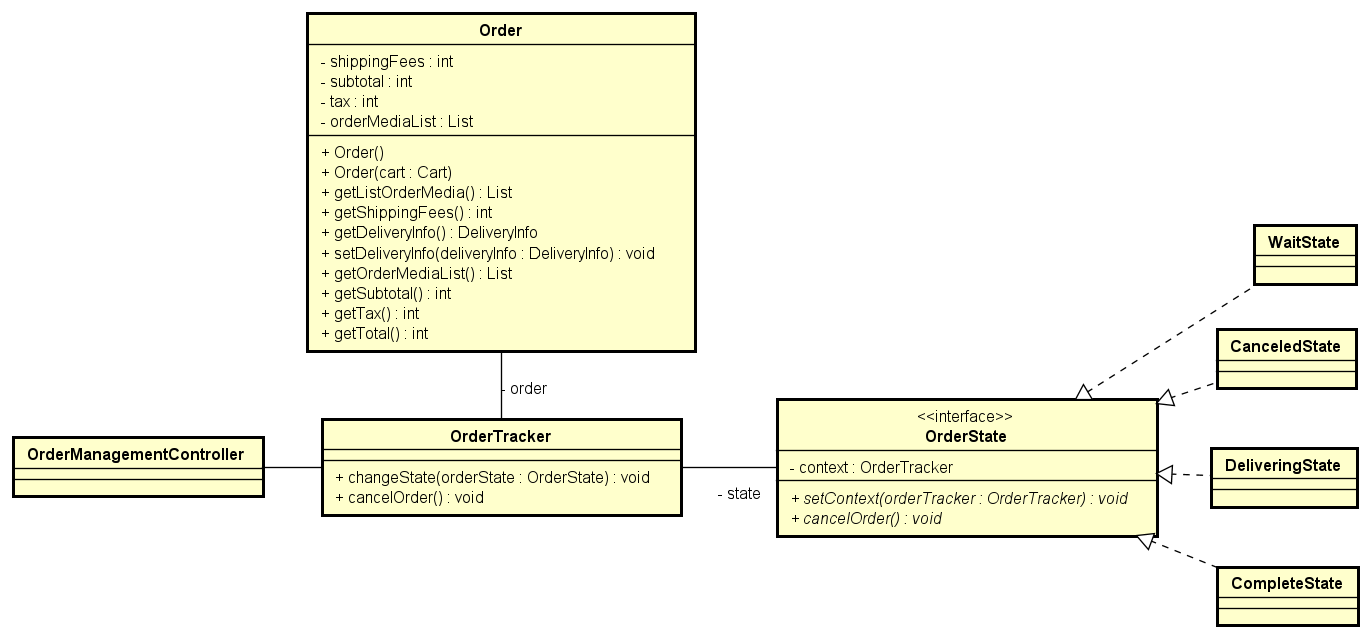 Order
- shippingFees : int
- subtotal : int
- tax : int
- orderMediaList : List
+ Order()
+ Order(cart : Cart)
+ getListOrderMedia() : List
+ getShippingFees() : int
+ getDeliveryInfo() : DeliveryInfo
+ setDeliveryInfo(deliveryInfo : DeliveryInfo) : void
+ getOrderMediaList() : List
+ getSubtotal() : int
+ getTax() : int
+ getTotal() : int
- order
OrderManagementController
OrderTracker
+ changeState(orderState : OrderState) : void
+ cancelOrder() : void
- state
<<interface>>
OrderState
- context : OrderTracker
+ setContext(orderTracker : OrderTracker) : void
+ cancelOrder() : void
WaitState
CanceledState
DeliveringState
CompleteState